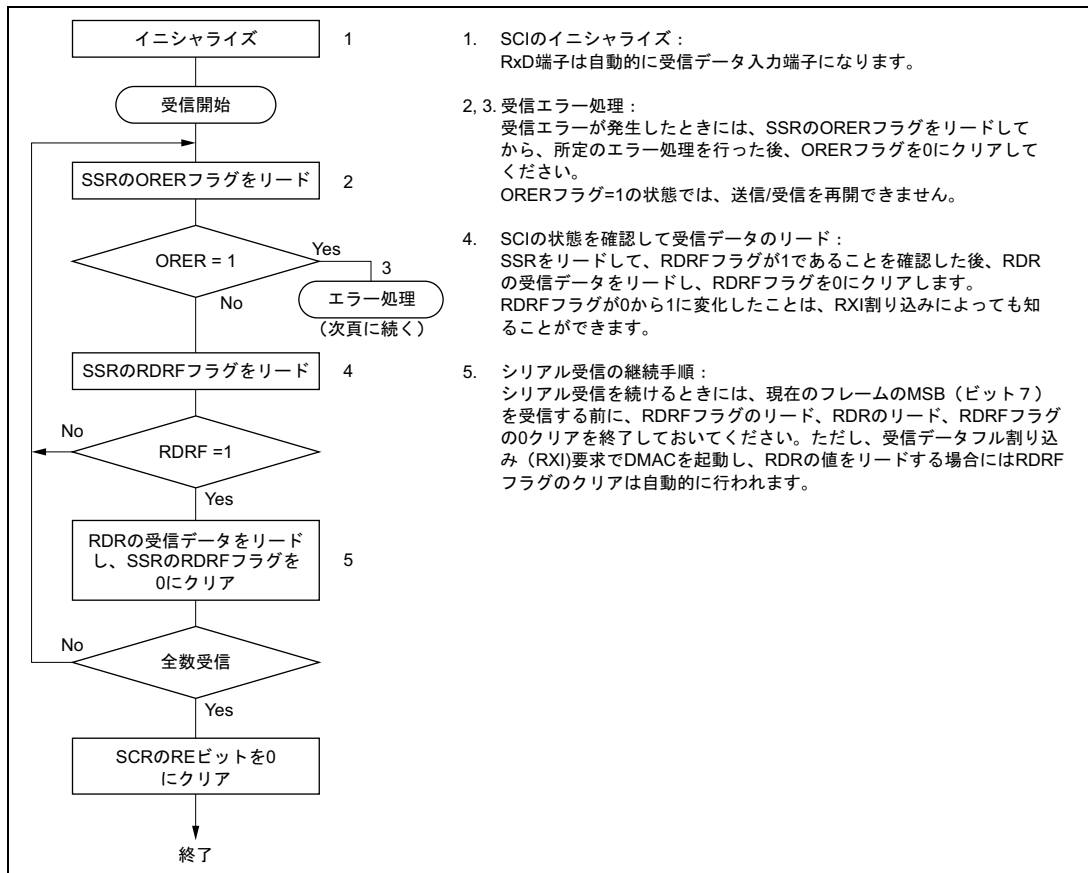 イニシャライズ
1
受信開始
SSRのORERフラグをリード
2
ORER = 1
Yes
3
No
エラー処理
（次頁に続く）
SSRのRDRFフラグをリード
4
No
RDRF =1
Yes
RDRの受信データをリード
し、SSRのRDRFフラグを
0にクリア
5
No
全数受信
Yes
SCRのREビットを0
にクリア
終了
1. SCIのイニシャライズ：
RxD端子は自動的に受信データ入力端子になります。
2, 3. 受信エラー処理：
受信エラーが発生したときには、SSRのORERフラグをリードして
から、所定のエラー処理を行った後、ORERフラグを0にクリアして
ください。
ORERフラグ=1の状態では、送信/受信を再開できません。
4. SCIの状態を確認して受信データのリード：
SSRをリードして、RDRFフラグが1であることを確認した後、RDR
の受信データをリードし、RDRFフラグを0にクリアします。
RDRFフラグが0から1に変化したことは、RXI割り込みによっても知
ることができます。
5. シリアル受信の継続手順：
シリアル受信を続けるときには、現在のフレームのMSB（ビット７）
を受信する前に、RDRFフラグのリード、RDRのリード、RDRFフラグ
の0クリアを終了しておいてください。ただし、受信データフル割り込
み（RXI)要求でDMACを起動し、RDRの値をリードする場合にはRDRF
フラグのクリアは自動的に行われます。